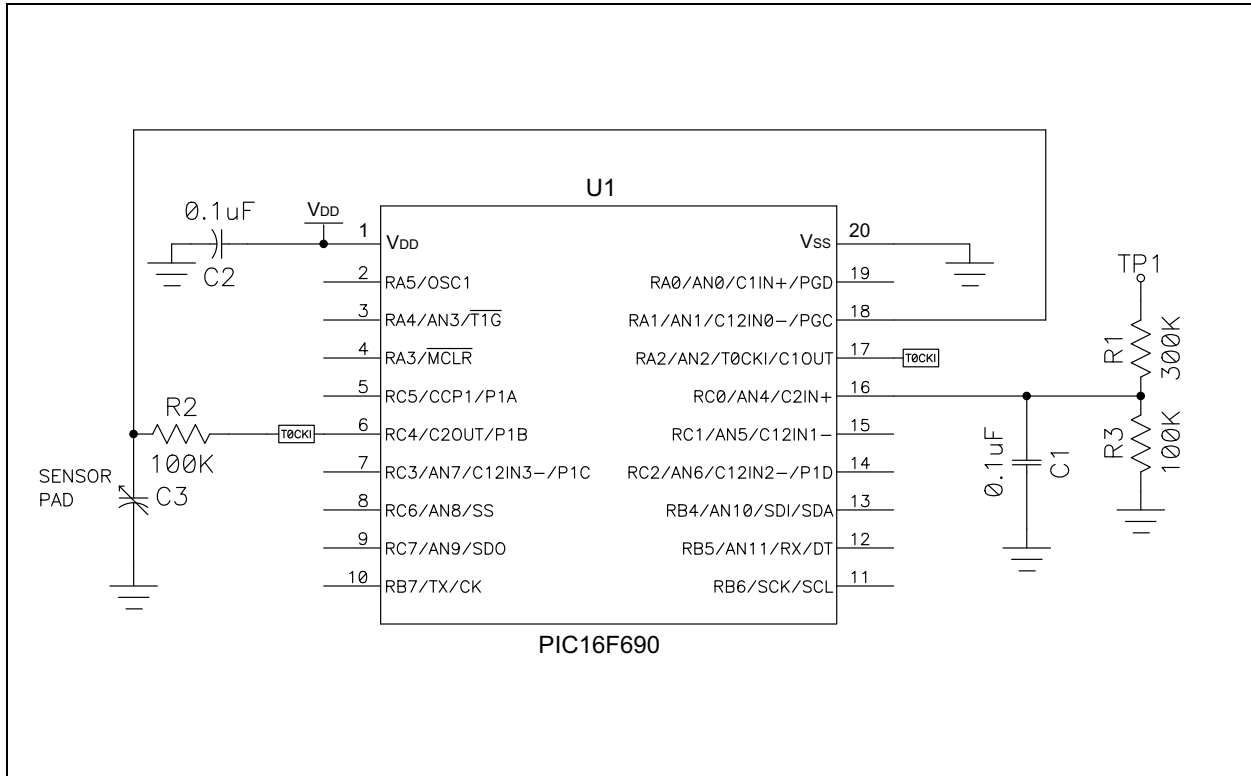 U1
0.1uF
VDD
C2
1
VDD
2
RA5/OSC1
3
RA4/AN3/T1G
4
RA3/MCLR
5
RC5/CCP1/P1A
6
RC4/C2OUT/P1B
7
RC3/AN7/C12IN3-/P1C
8
RC6/AN8/SS
9
RC7/AN9/SDO
10
RB7/TX/CK
VSS
20
RA0/AN0/C1IN+/PGD
19
RA1/AN1/C12IN0-/PGC
18
RA2/AN2/T0CKI/C1OUT
17
T0CKI
RC0/AN4/C2IN+
16
RC1/AN5/C12IN1-
15
RC2/AN6/C12IN2-/P1D
14
RB4/AN10/SDI/SDA
13
RB5/AN11/RX/DT
12
RB6/SCK/SCL
11
R2
100K
T0CKI
SENSOR
PAD
C3
TP1
R1
300K
R3
100K
0.1uF
C1
PIC16F690